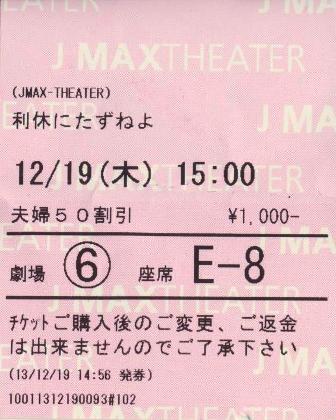 J MAXTHEATER
(JMAX-THEATER)
利休にたずねよ
12/19(木) 15:00
夫婦50割引 ¥1,000-
劇場 ⑥ 座席 E-8
ﾁｹｯﾄご購入後のご変更、ご返金
は出来ませんのでご了承下さい
(13/12/19 14:56 発券)
10011312190093#102